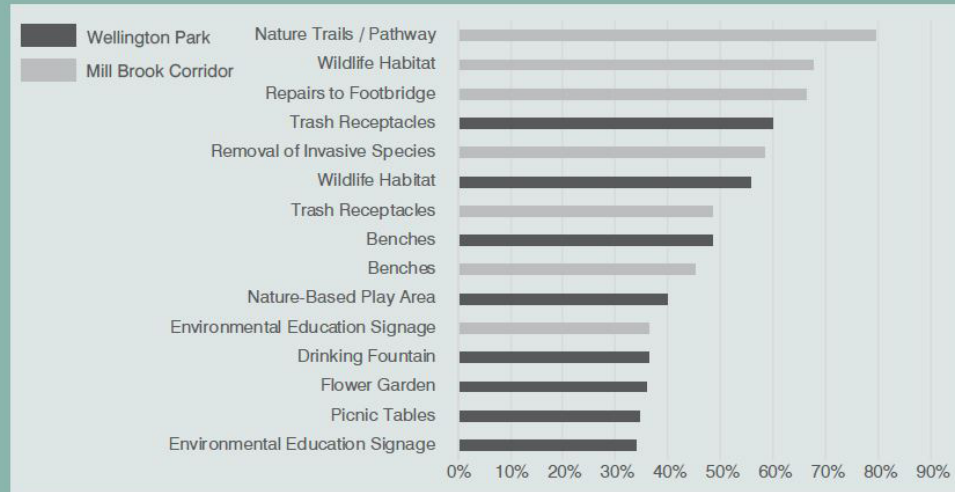 Wellington Park
Mill Brook Corridor
Nature Trails / Pathway
Wildlife Habitat
Repairs to Footbridge
Trash Receptacles
Removal of Invasive Species
Wildlife Habitat
Trash Receptacles
Benches
Benches
Nature-Based Play Area
Environmental Education Signage
Drinking Fountain
Flower Garden
Picnic Tables
Environmental Education Signage
0% 10% 20% 30% 40% 50% 60% 70% 80% 90%